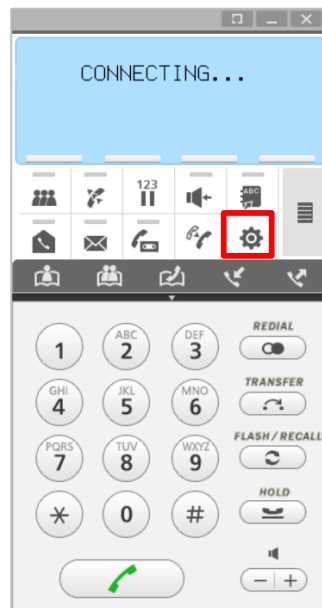 CONNECTING...
123
ABC
REDIAL
1
ABC
2
DEF
3
TRANSFER
GHI
4
JKL
5
MNO
6
FLASH/RECALL
PQRS
7
TUV
8
WXYZ
9
HOLD
*
0
#
− +